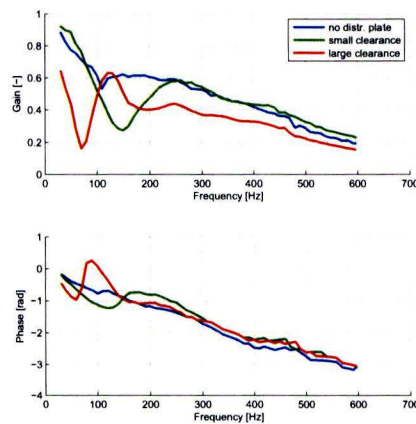 1
0.8
0.6
0.4
0.2
0
Gain [-]
no distr. plate
small clearance
large clearance
0 100 200 300 400 500 600 700
Frequency [Hz]
1
0
-1
-2
-3
-4
Phase [rad]
0 100 200 300 400 500 600 700
Frequency [Hz]